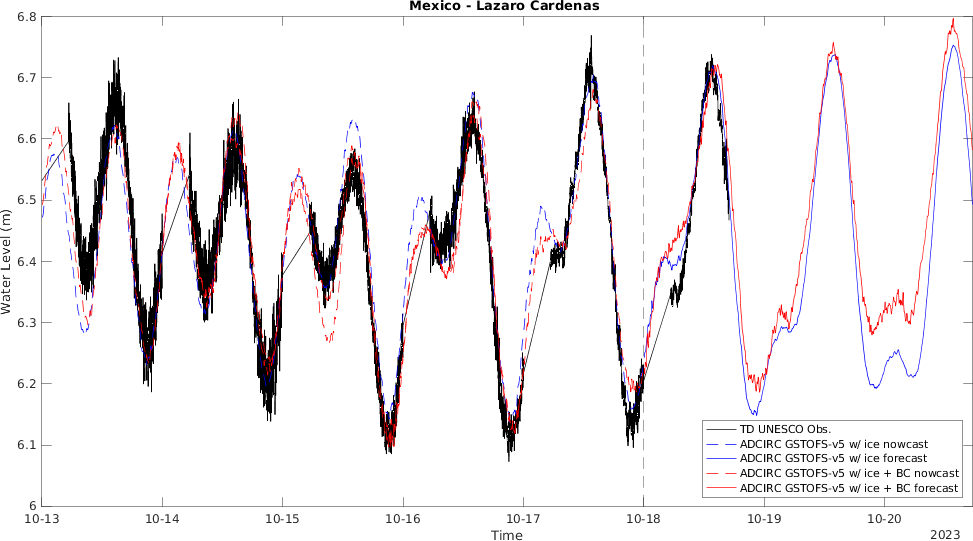 Mexico - Lazaro Cardenas
6.8
6.7
6.6
6.5
6.4
6.3
6.2
6.1
6
Water Level (m)
10-13 10-14 10-15 10-16 10-17 10-18 10-19 10-20
Time
2023
TD UNESCO Obs.
ADCIRC GSTOFS-v5 w/ ice nowcast
ADCIRC GSTOFS-v5 w/ ice forecast
ADCIRC GSTOFS-v5 w/ ice + BC nowcast
ADCIRC GSTOFS-v5 w/ ice + BC forecast